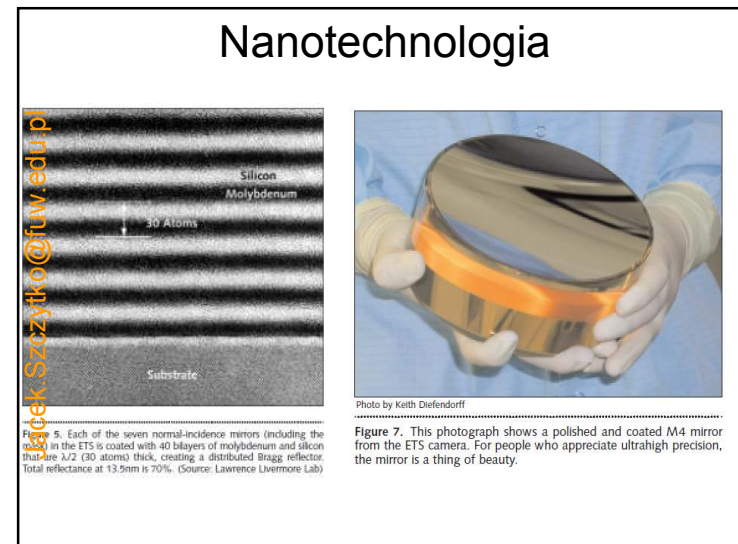 Nanotechnologia
Jacek.Szczytko@fuw.edu.pl
Silicon
Molybdenum
30 Atoms
Substrate
Figure 5. Each of the seven normal-incidence mirrors (including the
mask) in the ETS is coated with 40 bilayers of molybdenum and silicon
that are λ/2 (30 atoms) thick, creating a distributed Bragg reflector.
Total reflectance at 13.5nm is 70%. (Source: Lawrence Livermore Lab)
Photo by Keith Diefendorff
Figure 7. This photograph shows a polished and coated M4 mirror
from the ETS camera. For people who appreciate ultrahigh precision,
the mirror is a thing of beauty.